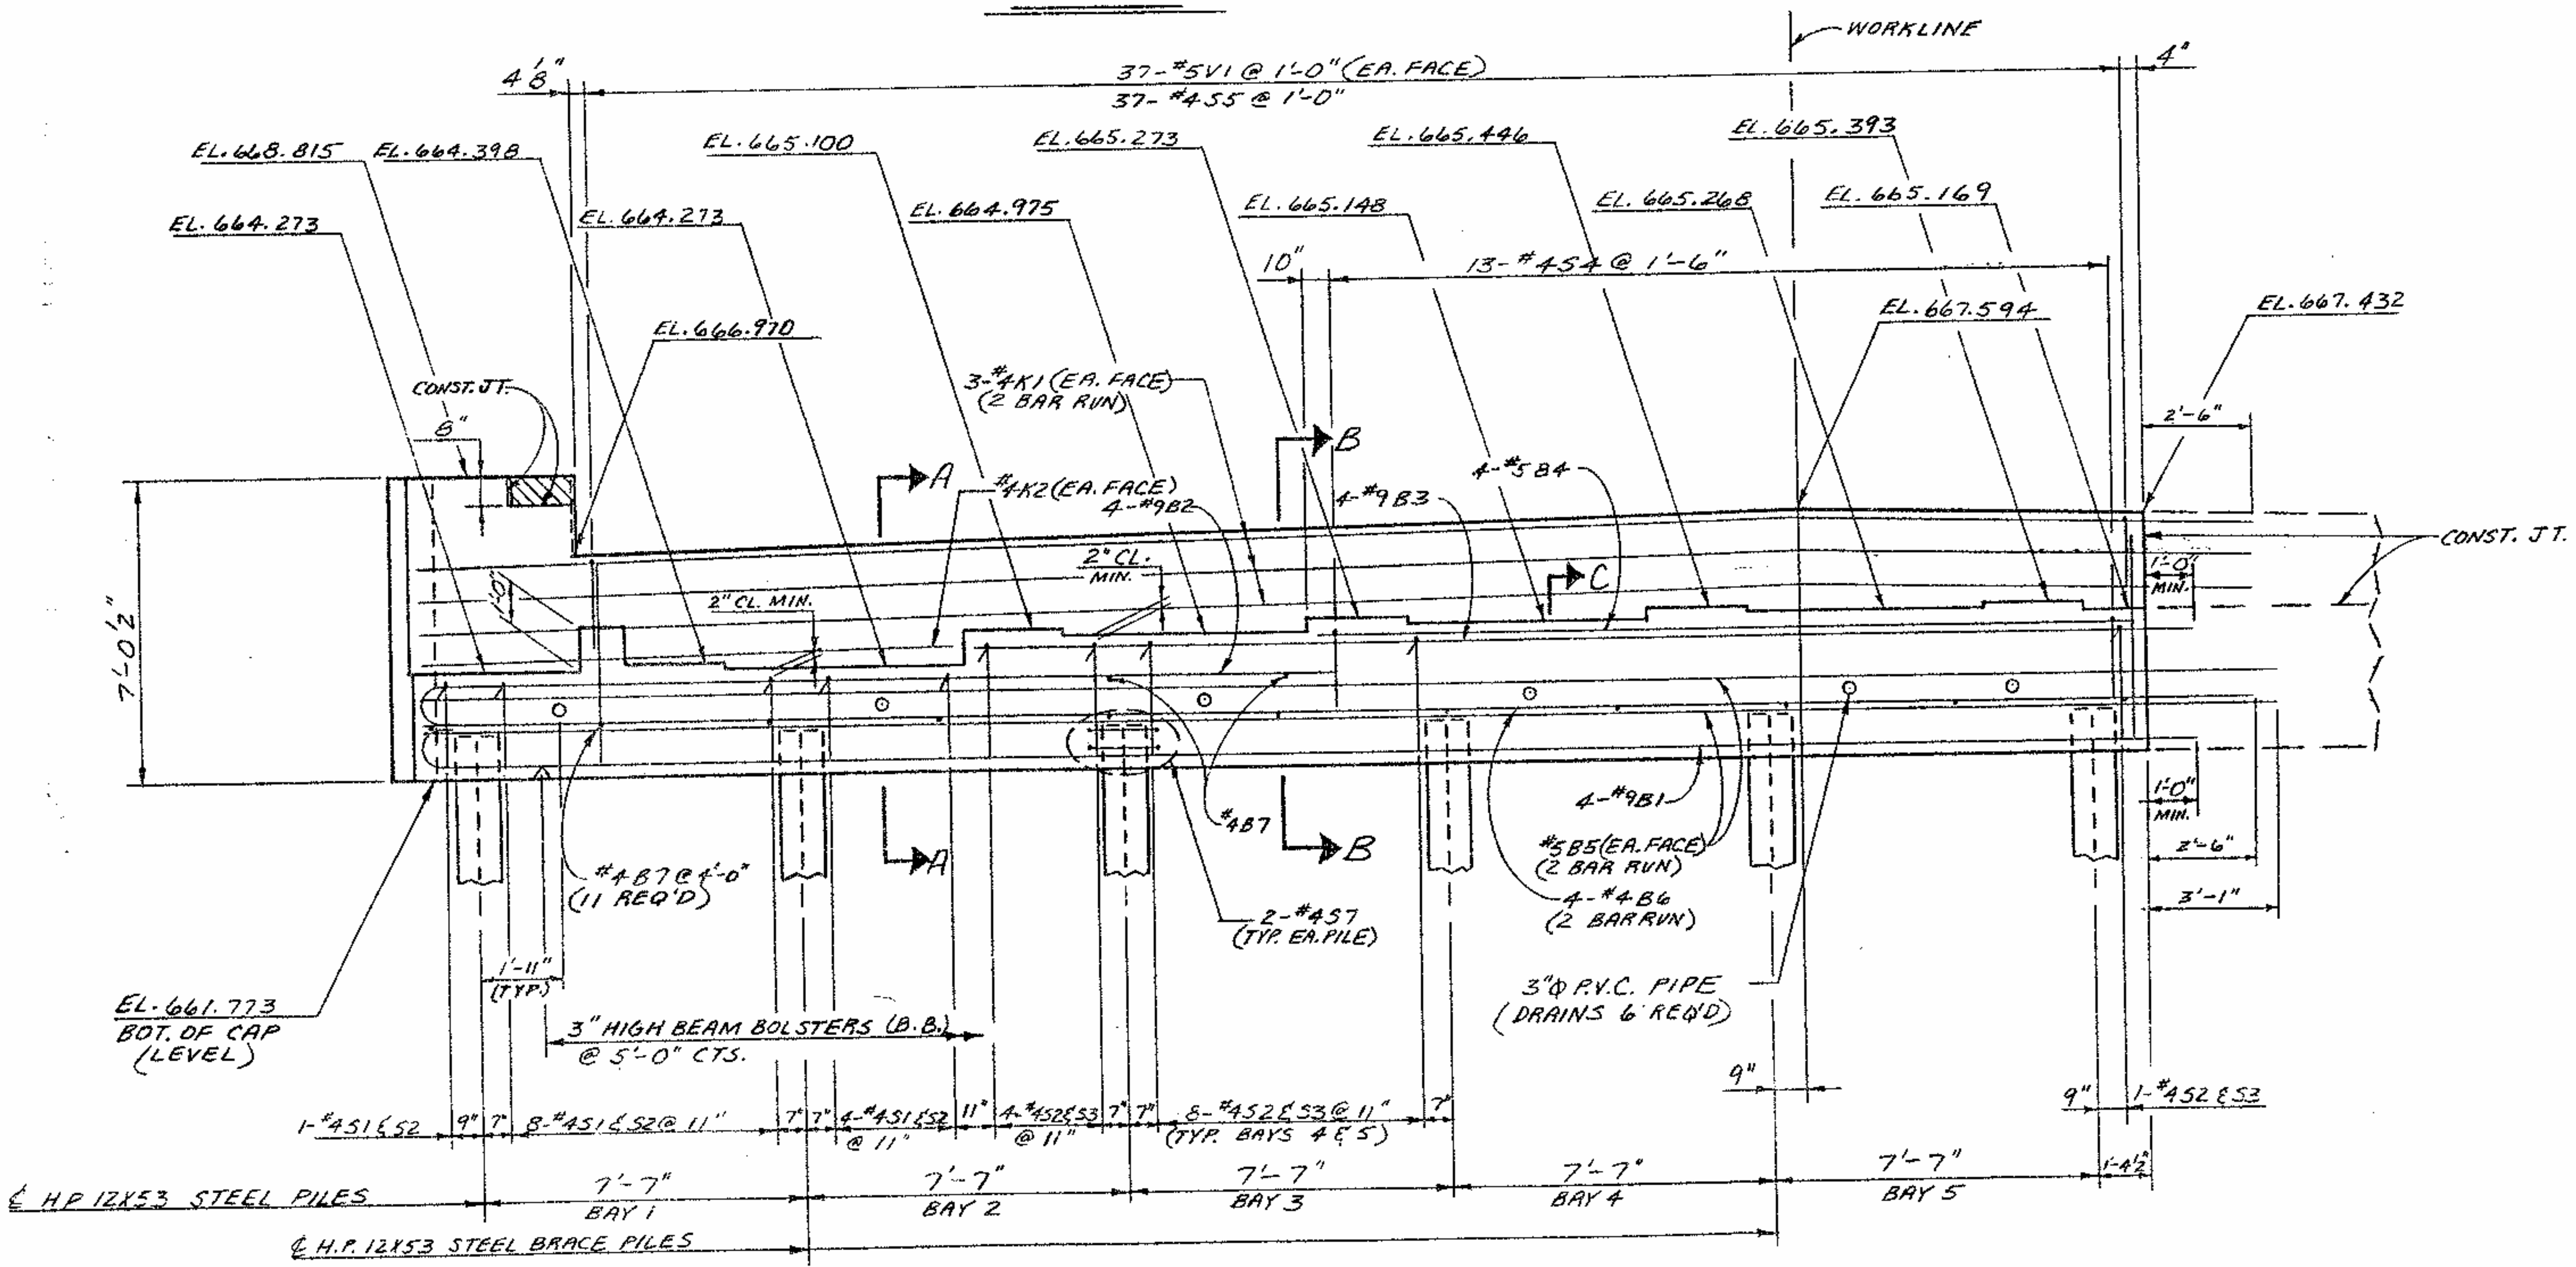 WORKLINE
4"
4⅛"
37-#5V1 @ 1'-0" (EA. FACE)
37-#4S5 @ 1'-0"
EL. 668.815
EL. 664.398
EL. 665.100
EL. 665.273
EL. 665.446
EL. 665.393
EL. 664.273
EL. 664.273
EL. 664.975
EL. 665.148
EL. 665.268
EL. 665.169
10"
13-#4S4 @ 1'-6"
EL. 666.970
EL. 667.594
EL. 667.432
CONST. JT.
8"
3-#4K1 (EA. FACE)
(2 BAR RUN)
2'-6"
B
A
#4K2 (EA. FACE)
4-#9B2
4-#9B3
4-#5B4
CONST. JT.
7'-0½"
1'-0"
2" CL. MIN.
2" CL.
MIN.
C
1'-0"
MIN.
#4B7
4-#9B1
1'-0"
MIN.
A
B
#5B5 (EA. FACE)
(2 BAR RUN)
2'-6"
#4B7 @ 4'-0"
(11 REQ'D)
4-#4B6
(2 BAR RUN)
3'-1"
2-#4S7
(TYP. EA. PILE)
1'-11"
(TYP.)
EL. 661.773
BOT. OF CAP
(LEVEL)
3" HIGH BEAM BOLSTERS (B.B.)
@ 5'-0" CTS.
3"Φ P.V.C. PIPE
(DRAINS 6 REQ'D)
9"
1-#4S1 & S2
9"
7"
8-#4S1 & S2 @ 11"
7"
7"
4-#4S1 & S2
@ 11"
11"
4-#4S2 & S3
@ 11"
7"
7"
8-#4S2 & S3 @ 11"
(TYP. BAYS 4 & 5)
7"
9"
1-#4S2 & S3
℄ H.P. 12X53 STEEL PILES
7'-7"
BAY 1
7'-7"
BAY 2
7'-7"
BAY 3
7'-7"
BAY 4
7'-7"
BAY 5
1'-4½"
℄ H.P. 12X53 STEEL BRACE PILES